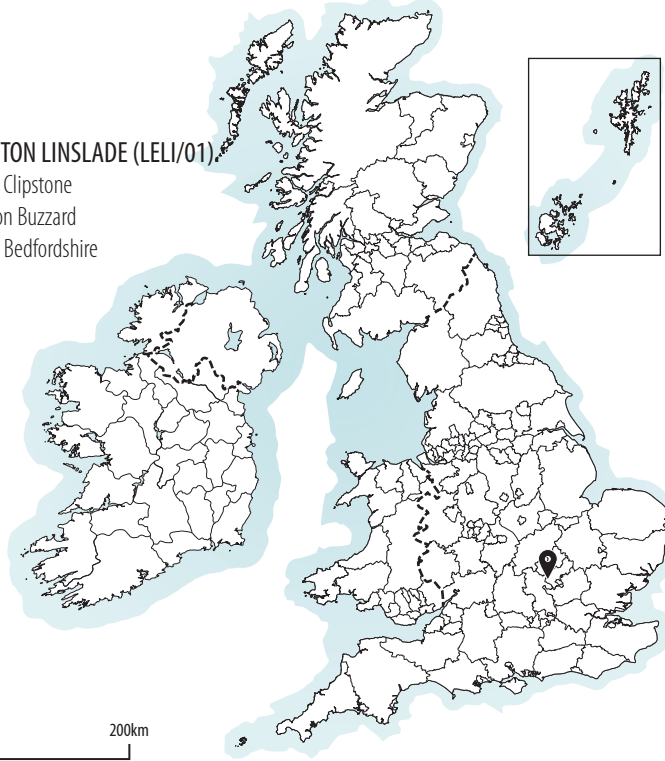 TON LINSLADE (LELI/01)
Clipstone
on Buzzard
Bedfordshire
200km